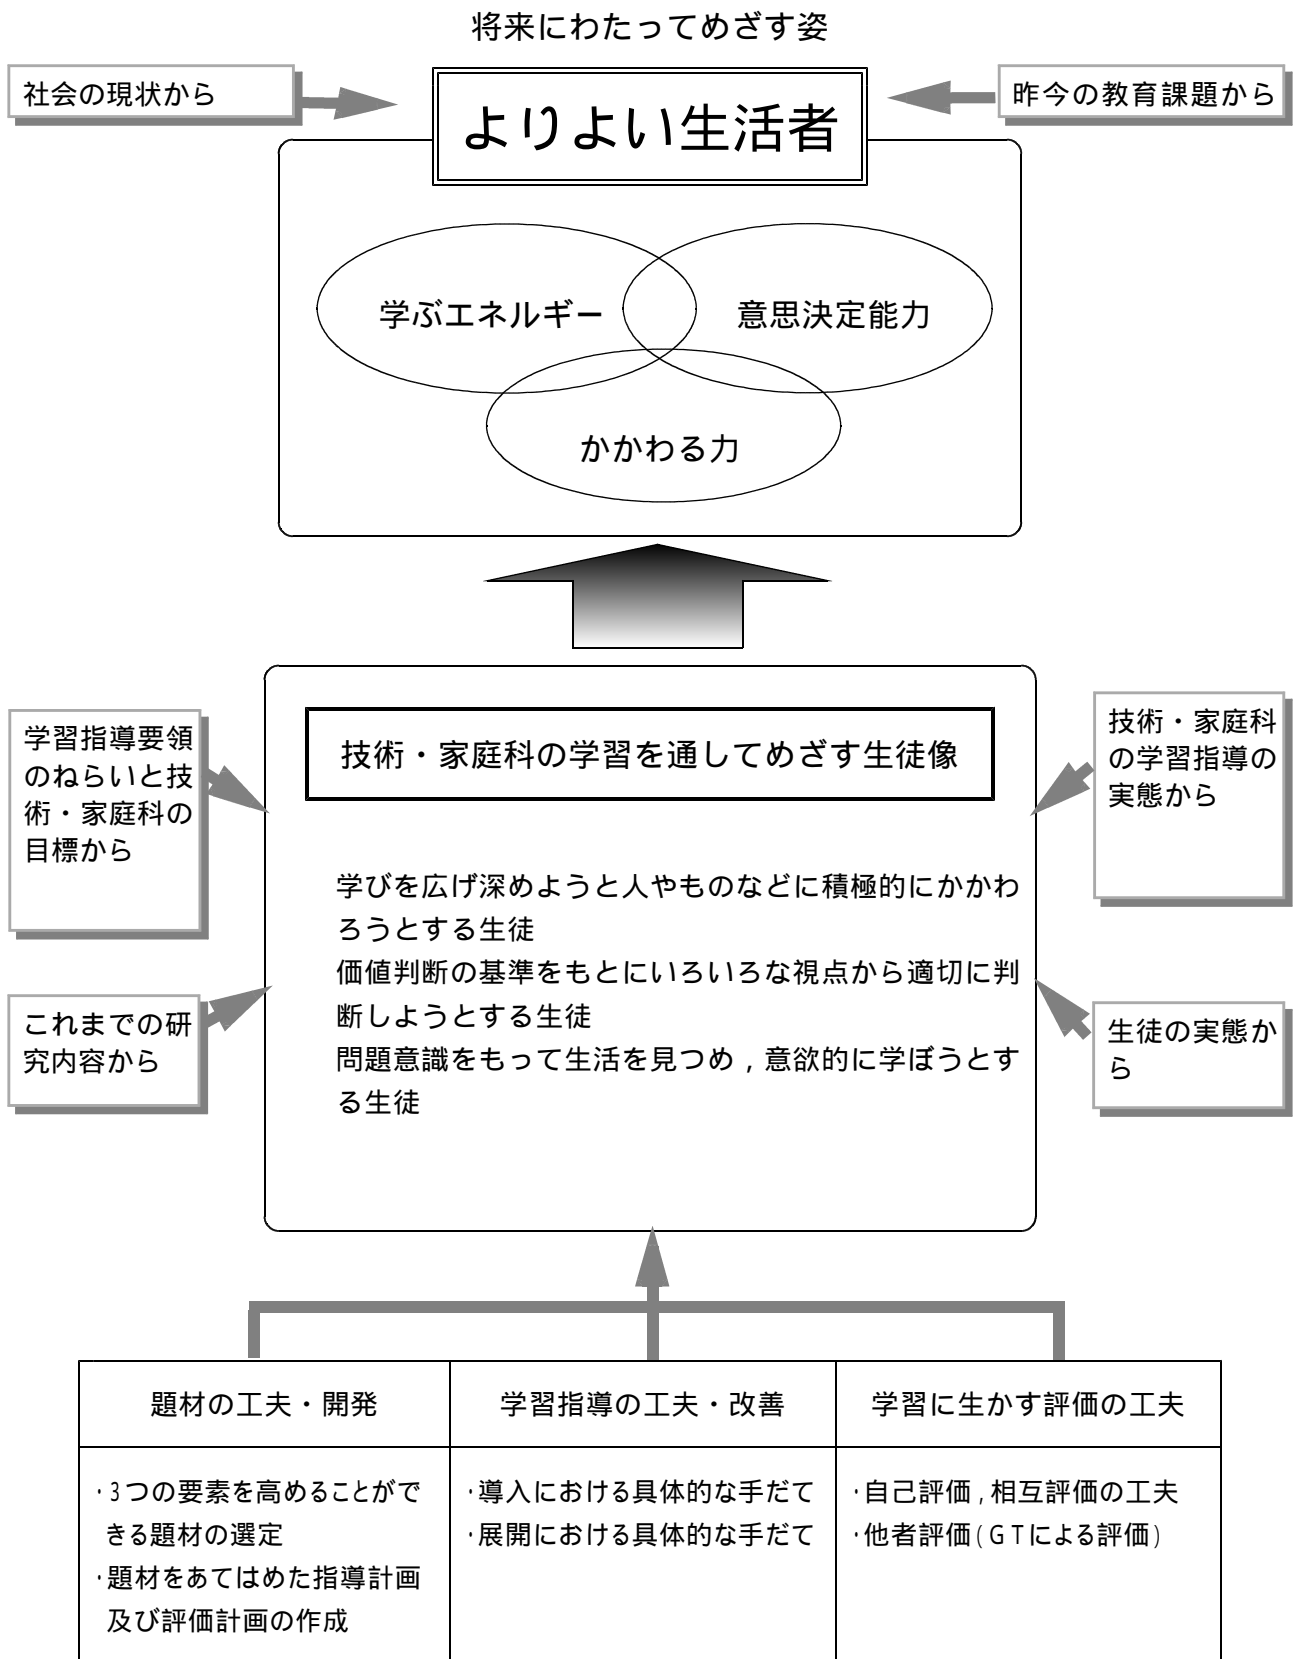 将来にわたってめざす姿
社会の現状から
よりよい生活者
昨今の教育課題から
学ぶエネルギー
意思決定能力
かかわる力
学習指導要領
のねらいと技
術・家庭科の
目標から
技術・家庭科の学習を通してめざす生徒像
技術・家庭科
の学習指導の
実態から
学びを広げ深めようと人やものなどに積極的にかかわ
ろうとする生徒
価値判断の基準をもとにいろいろな視点から適切に判
断しようとする生徒
問題意識をもって生活を見つめ，意欲的に学ぼうとす
る生徒
これまでの研
究内容から
生徒の実態か
ら
題材の工夫・開発
学習指導の工夫・改善
学習に生かす評価の工夫
・3つの要素を高めることがで
きる題材の選定
・題材をあてはめた指導計画
及び評価計画の作成
・導入における具体的な手だて
・展開における具体的な手だて
・自己評価，相互評価の工夫
・他者評価(GTによる評価)